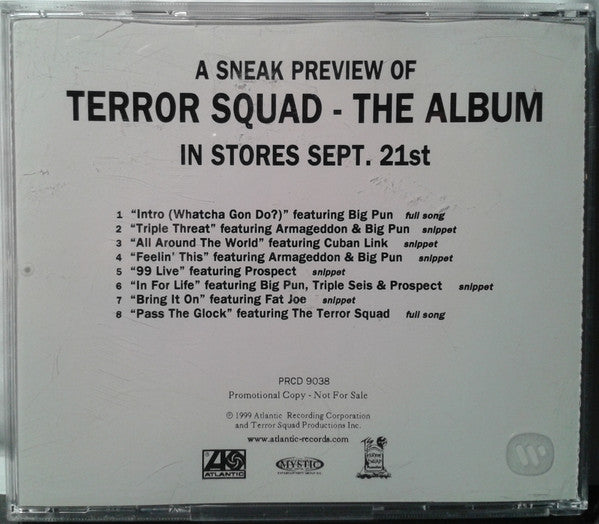 A SNEAK PREVIEW OF
TERROR SQUAD - THE ALBUM
IN STORES SEPT. 21st
1 "Intro (Whatcha Gon Do?)" featuring Big Pun full song
2 "Triple Threat" featuring Armageddon & Big Pun snippet
3 "All Around The World" featuring Cuban Link snippet
4 "Feelin' This" featuring Armageddon & Big Pun snippet
5 "99 Live" featuring Prospect snippet
6 "In For Life" featuring Big Pun, Triple Seis & Prospect snippet
7 "Bring It On" featuring Fat Joe snippet
8 "Pass The Glock" featuring The Terror Squad full song
PRCD 9038
Promotional Copy - Not For Sale
℗ 1999 Atlantic Recording Corporation
and Terror Squad Productions Inc.
www.atlantic-records.com
ATLANTIC
MYSTIC